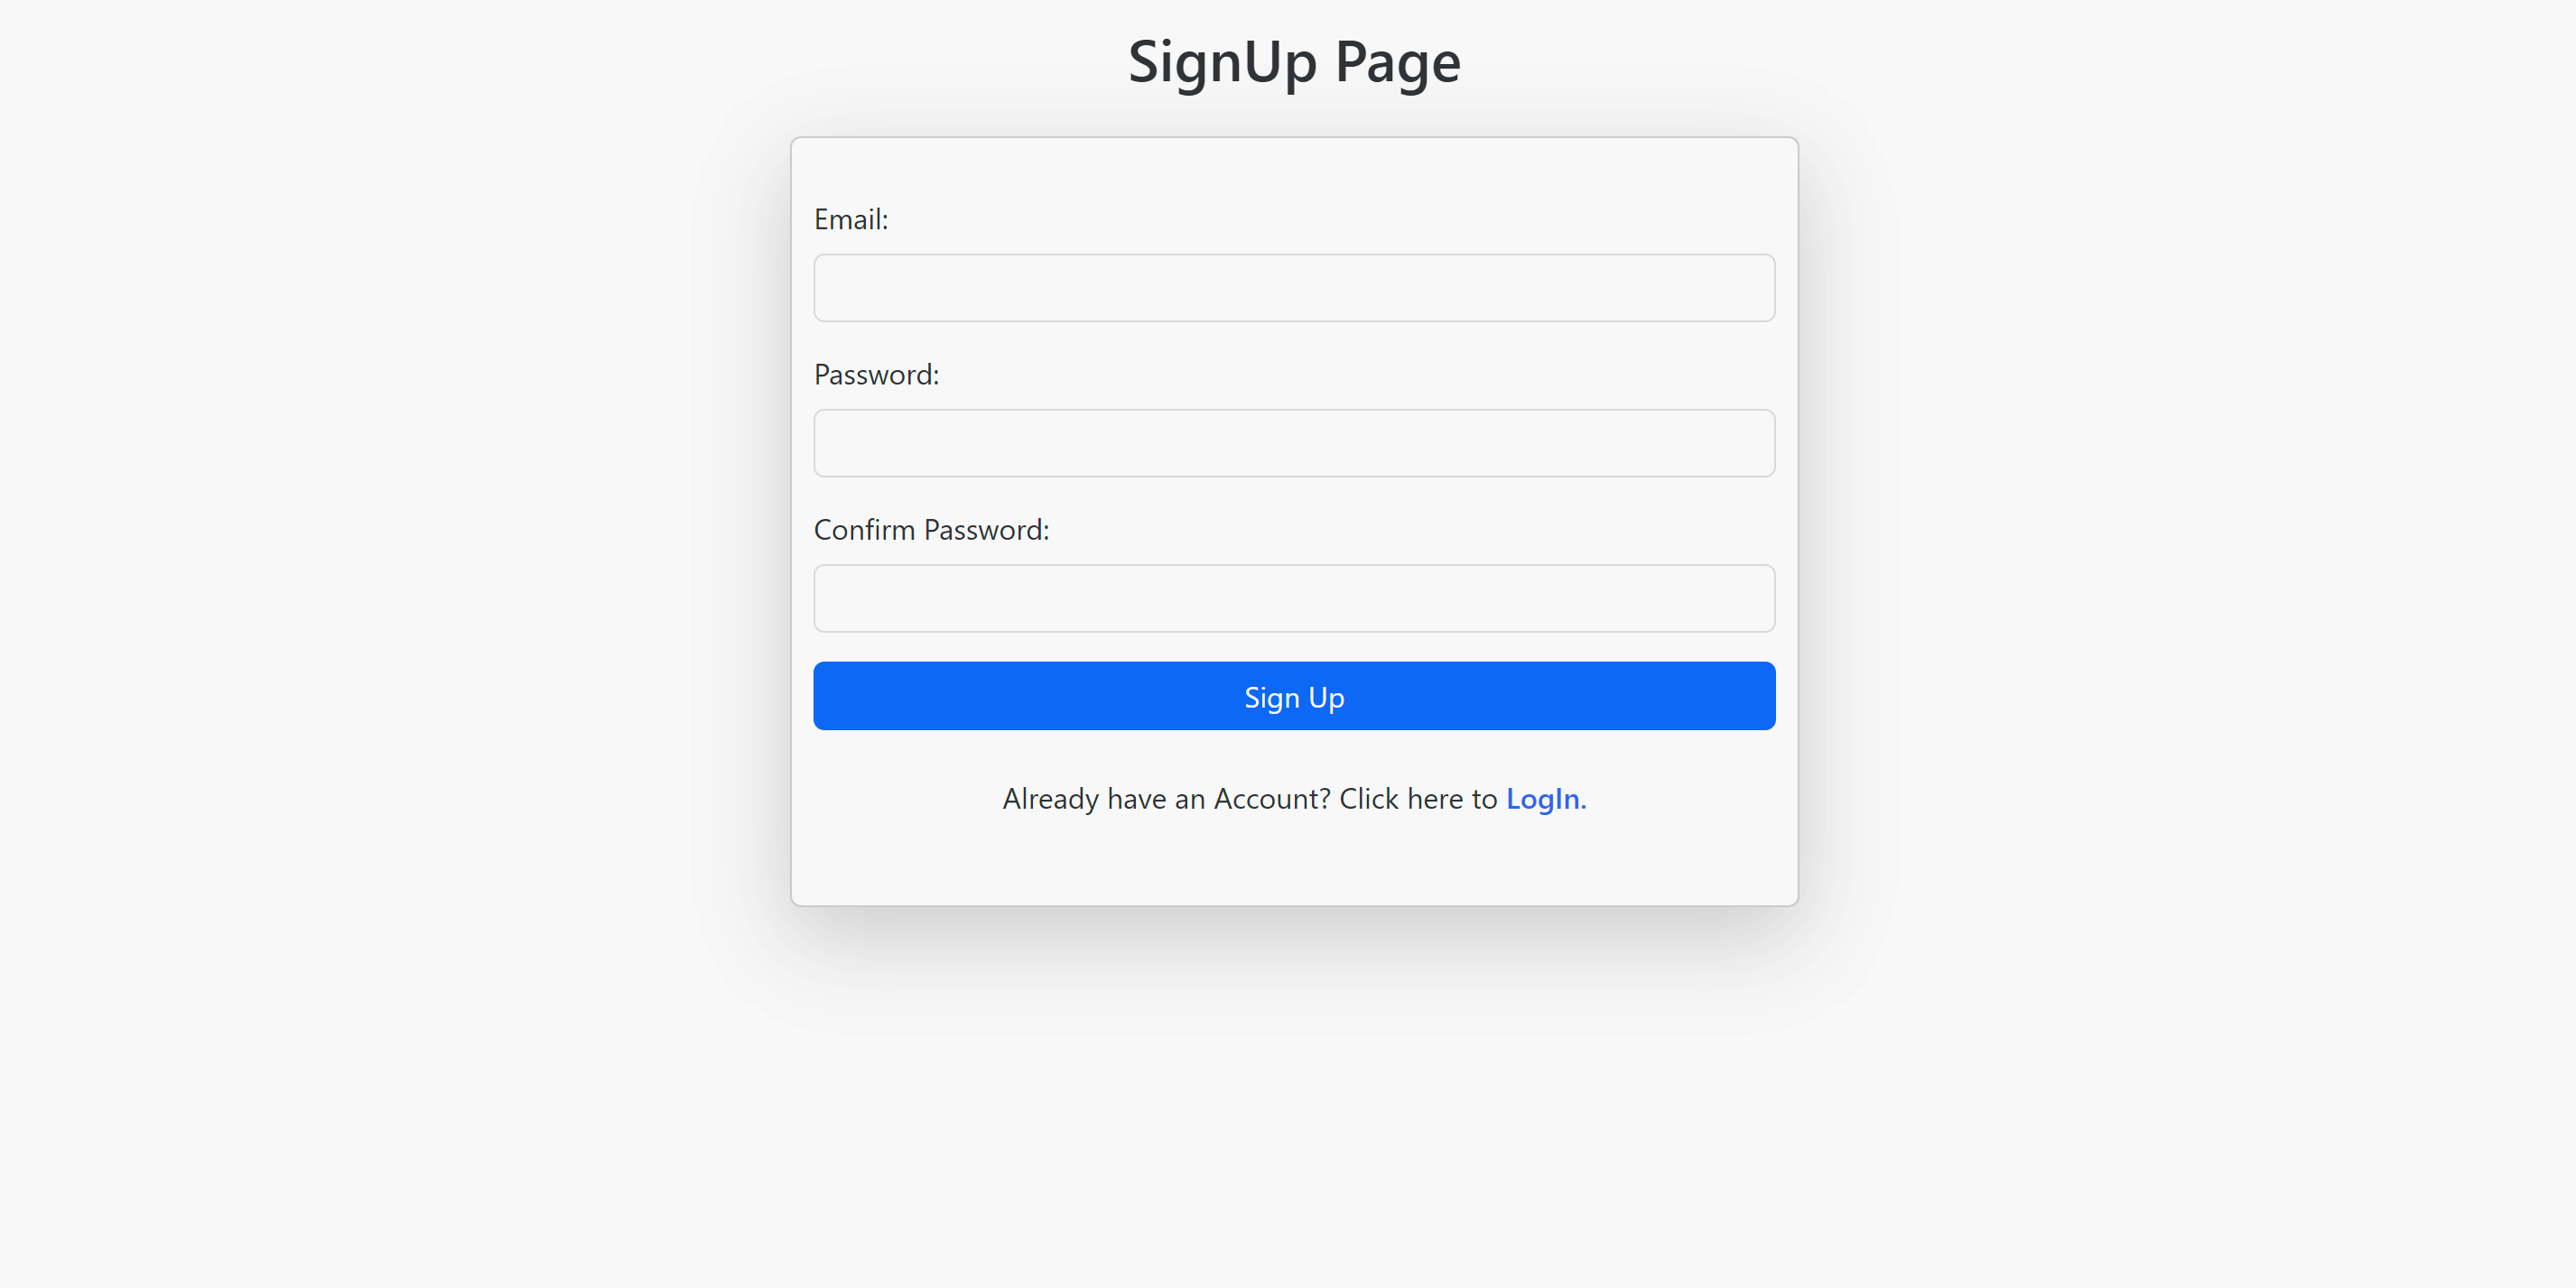 SignUp Page
Email:
Password:
Confirm Password:
Sign Up
Already have an Account? Click here to LogIn.